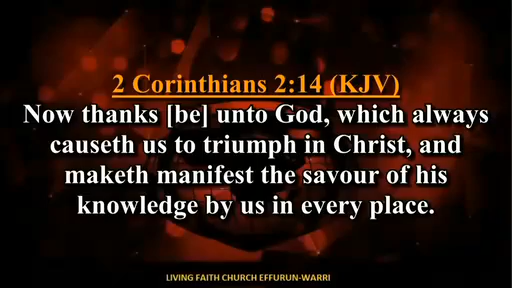 2 Corinthians 2:14 (KJV)
Now thanks [be] unto God, which always
causeth us to triumph in Christ, and
maketh manifest the savour of his
knowledge by us in every place.
LIVING FAITH CHURCH EFFURUN-WARRI